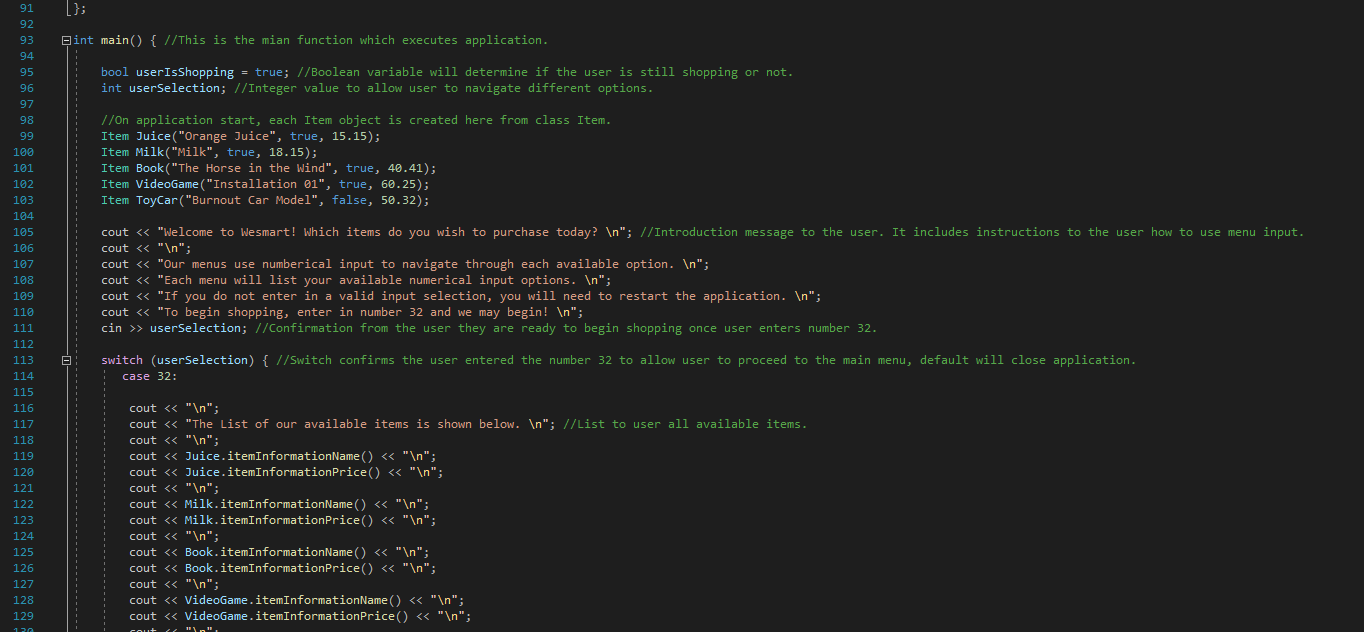 91 };
92
93 int main() { //This is the mian function which executes application.
94
95 bool userIsShopping = true; //Boolean variable will determine if the user is still shopping or not.
96 int userSelection; //Integer value to allow user to navigate different options.
97
98 //On application start, each Item object is created here from class Item.
99 Item Juice("Orange Juice", true, 15.15);
100 Item Milk("Milk", true, 18.15);
101 Item Book("The Horse in the Wind", true, 40.41);
102 Item VideoGame("Installation 01", true, 60.25);
103 Item ToyCar("Burnout Car Model", false, 50.32);
104
105 cout << "Welcome to Wesmart! Which items do you wish to purchase today? \n"; //Introduction message to the user. It includes instructions to the user how to use menu input.
106 cout << "\n";
107 cout << "Our menus use numberical input to navigate through each available option. \n";
108 cout << "Each menu will list your available numerical input options. \n";
109 cout << "If you do not enter in a valid input selection, you will need to restart the application. \n";
110 cout << "To begin shopping, enter in number 32 and we may begin! \n";
111 cin >> userSelection; //Confirmation from the user they are ready to begin shopping once user enters number 32.
112
113 switch (userSelection) { //Switch confirms the user entered the number 32 to allow user to proceed to the main menu, default will close application.
114 case 32:
115
116 cout << "\n";
117 cout << "The List of our available items is shown below. \n"; //List to user all available items.
118 cout << "\n";
119 cout << Juice.itemInformationName() << "\n";
120 cout << Juice.itemInformationPrice() << "\n";
121 cout << "\n";
122 cout << Milk.itemInformationName() << "\n";
123 cout << Milk.itemInformationPrice() << "\n";
124 cout << "\n";
125 cout << Book.itemInformationName() << "\n";
126 cout << Book.itemInformationPrice() << "\n";
127 cout << "\n";
128 cout << VideoGame.itemInformationName() << "\n";
129 cout << VideoGame.itemInformationPrice() << "\n";
130 cout << "\n";